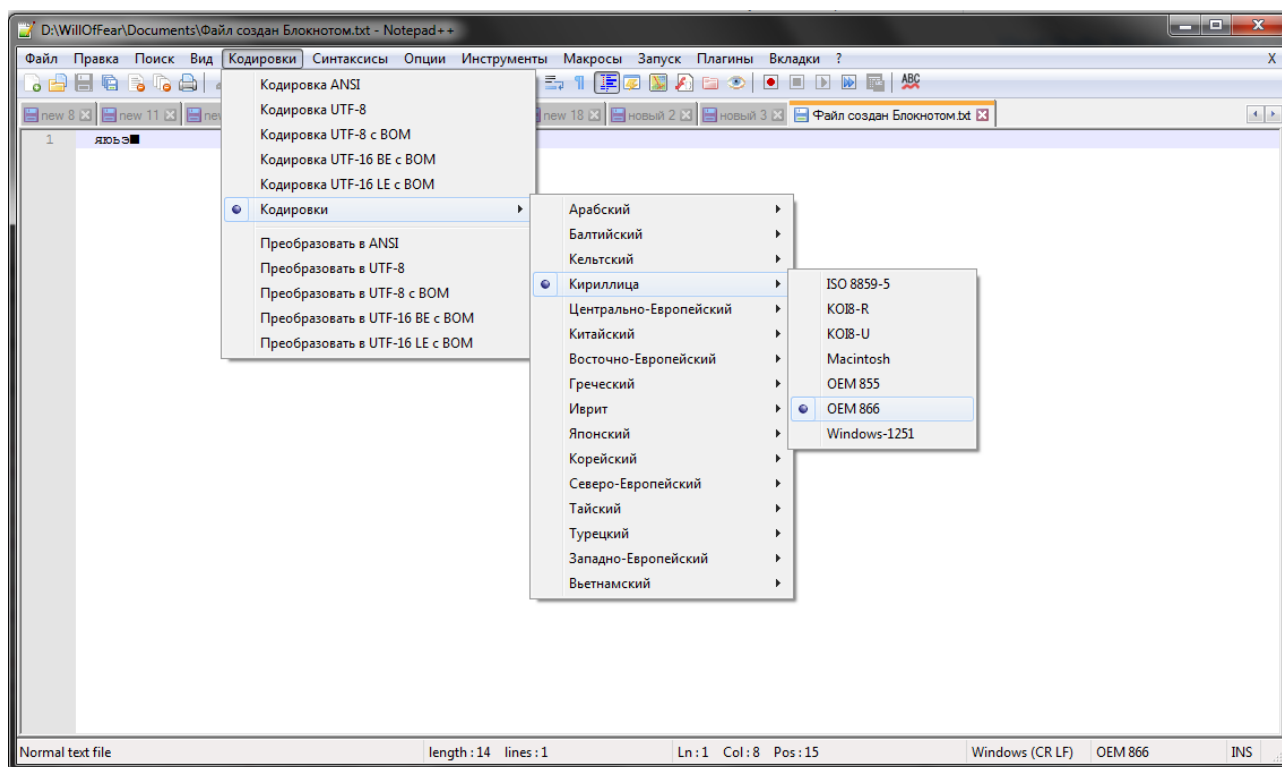 D:\WillOfFear\Documents\Файл создан Блокнотом.txt - Notepad++
Файл Правка Поиск Вид Кодировки Синтаксисы Опции Инструменты Макросы Запуск Плагины Вкладки ? X
ABC
new 8 new 11 new 18 новый 2 новый 3 Файл создан Блокнотом.txt
1 яюьэ■
Кодировка ANSI
Кодировка UTF-8
Кодировка UTF-8 с BOM
Кодировка UTF-16 BE с BOM
Кодировка UTF-16 LE с BOM
Кодировки
Преобразовать в ANSI
Преобразовать в UTF-8
Преобразовать в UTF-8 с BOM
Преобразовать в UTF-16 BE с BOM
Преобразовать в UTF-16 LE с BOM
Арабский
Балтийский
Кельтский
Кириллица
Центрально-Европейский
Китайский
Восточно-Европейский
Греческий
Иврит
Японский
Корейский
Северо-Европейский
Тайский
Турецкий
Западно-Европейский
Вьетнамский
ISO 8859-5
KOI8-R
KOI8-U
Macintosh
OEM 855
OEM 866
Windows-1251
Normal text file length : 14 lines : 1 Ln : 1 Col : 8 Pos : 15 Windows (CR LF) OEM 866 INS